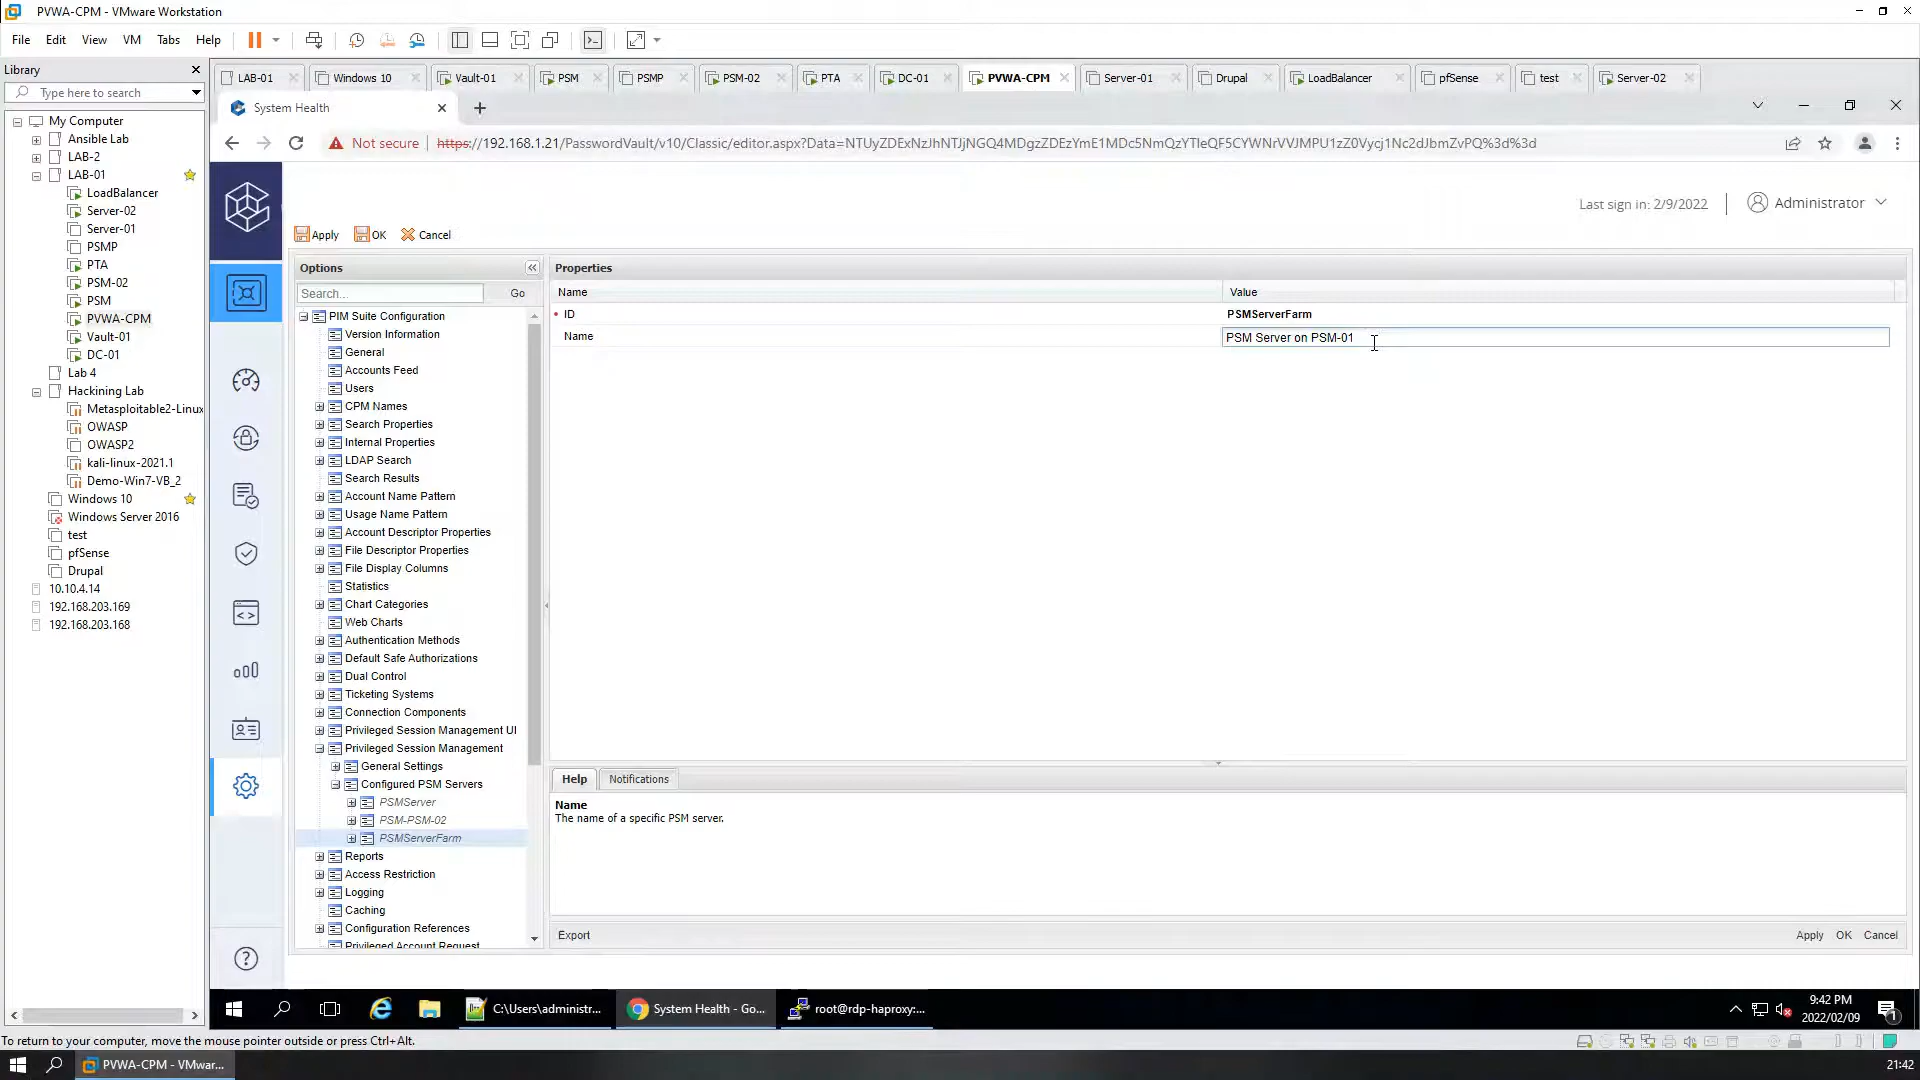 PVWA-CPM - VMware Workstation
File Edit View VM Tabs Help
Library
Type here to search
My Computer
Ansible Lab
LAB-2
LAB-01
LoadBalancer
Server-02
Server-01
PSMP
PTA
PSM-02
PSM
PVWA-CPM
Vault-01
DC-01
Lab 4
Hackining Lab
Metasploitable2-Linux
OWASP
OWASP2
kali-linux-2021.1
Demo-Win7-VB_2
Windows 10
Windows Server 2016
test
pfSense
Drupal
10.10.4.14
192.168.203.169
192.168.203.168
LAB-01 Windows 10 Vault-01 PSM PSMP PSM-02 PTA DC-01 PVWA-CPM Server-01 Drupal LoadBalancer pfSense test Server-02
System Health
Not secure https://192.168.1.21/PasswordVault/v10/Classic/editor.aspx?Data=NTUyZDExNzJhNTJjNGQ4MDgzZDEzYmE1MDc5NmQzYTleQF5CYWNrVVJMPU1zZ0Vycj1Nc2dJbmZvPQ%3d%3d
Last sign in: 2/9/2022 Administrator
Apply OK Cancel
Options
Search... Go
PIM Suite Configuration
Version Information
General
Accounts Feed
Users
CPM Names
Search Properties
Internal Properties
LDAP Search
Search Results
Account Name Pattern
Usage Name Pattern
Account Descriptor Properties
File Descriptor Properties
File Display Columns
Statistics
Chart Categories
Web Charts
Authentication Methods
Default Safe Authorizations
Dual Control
Ticketing Systems
Connection Components
Privileged Session Management UI
Privileged Session Management
General Settings
Configured PSM Servers
PSMServer
PSM-PSM-02
PSMServerFarm
Reports
Access Restriction
Logging
Caching
Configuration References
Privileged Account Request
Properties
Name Value
ID PSMServerFarm
Name PSM Server on PSM-01
Help Notifications
Name
The name of a specific PSM server.
Export Apply OK Cancel
C:\Users\administr... System Health - Go... root@rdp-haproxy...
9:42 PM
2022/02/09
1
To return to your computer, move the mouse pointer outside or press Ctrl+Alt.
PVWA-CPM - VMwar... 21:42